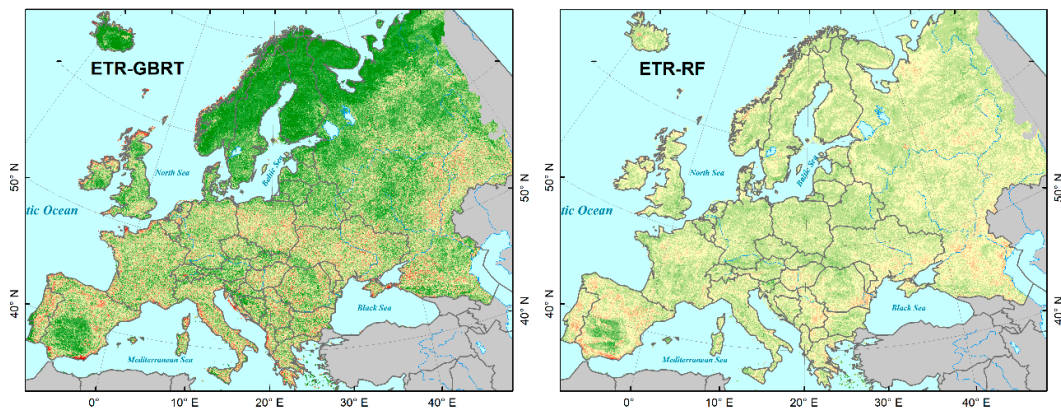 ETR-GBRT
North Sea
Baltic Sea
tic Ocean
Black Sea
Mediterranean Sea
50° N
40° N
50° N
40° N
0°
10° E
20° E
30° E
40° E
ETR-RF
North Sea
Baltic Sea
tic Ocean
Black Sea
Mediterranean Sea
50° N
40° N
50° N
40° N
0°
10° E
20° E
30° E
40° E